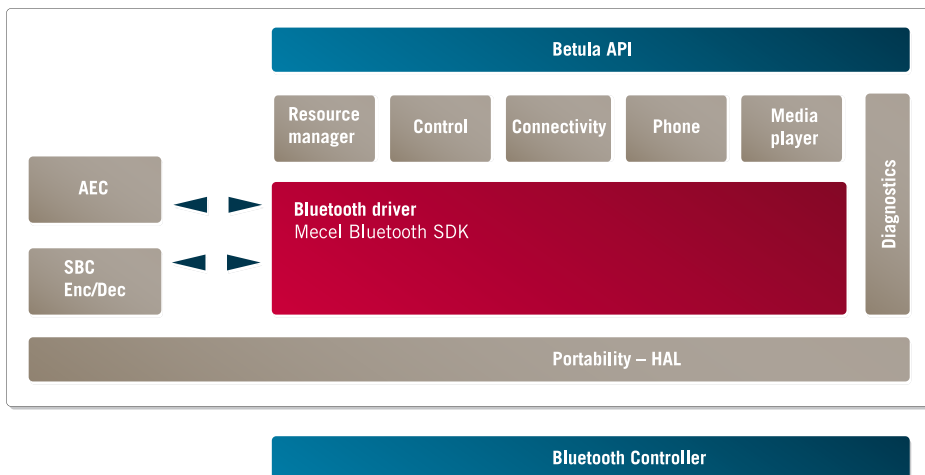 Betula API
Resource
manager
Control
Connectivity
Phone
Media
player
Diagnostics
AEC
Bluetooth driver
Mecel Bluetooth SDK
SBC
Enc/Dec
Portability – HAL
Bluetooth Controller